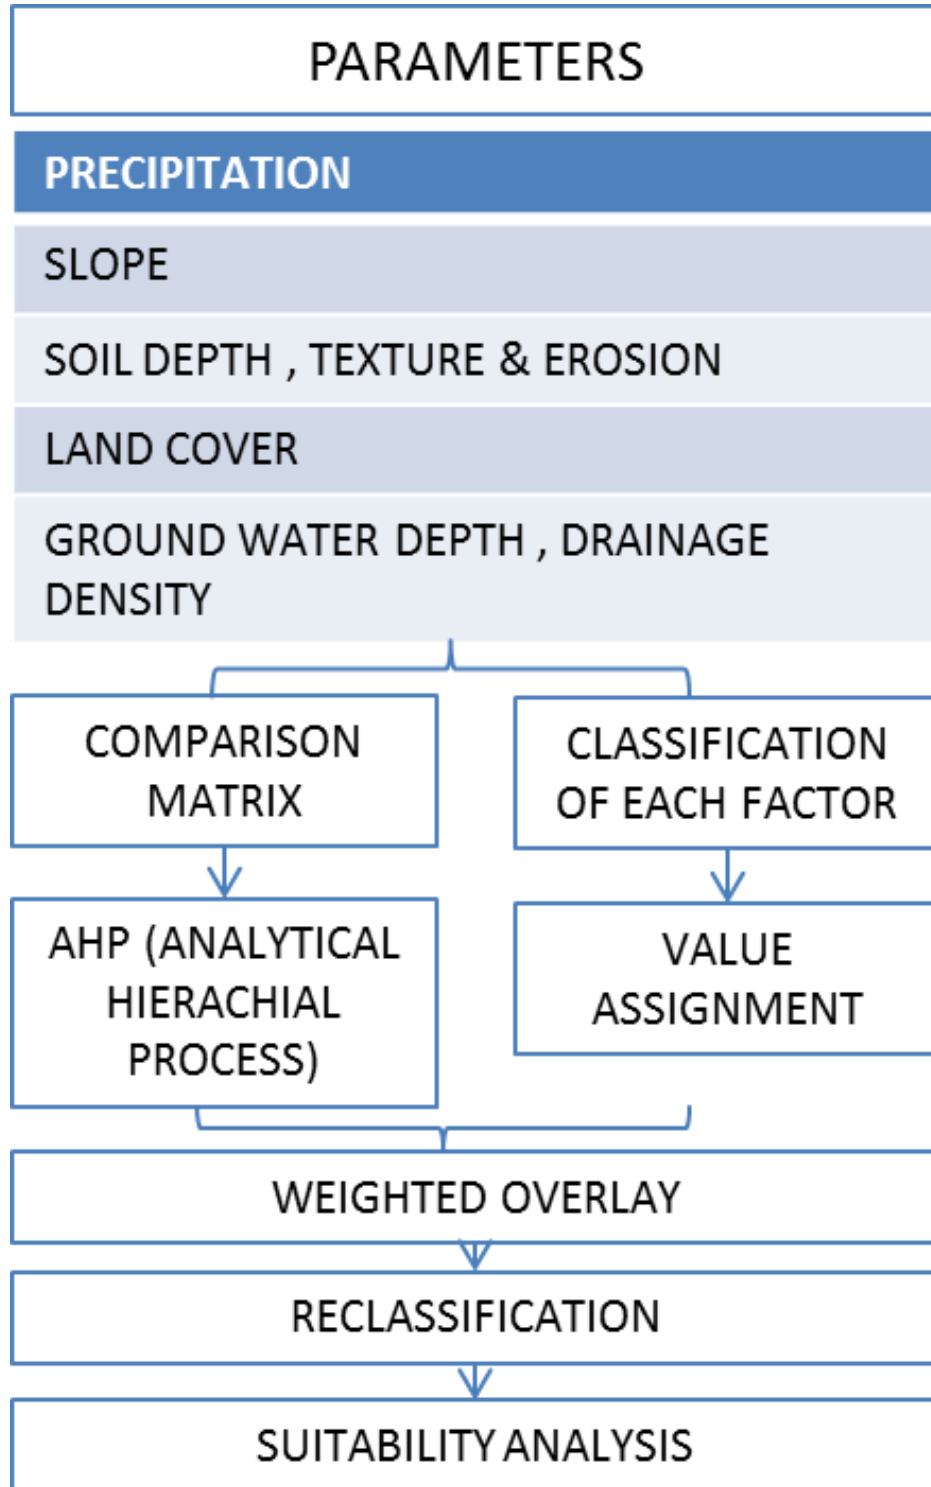 PARAMETERS
PRECIPITATION
SLOPE
SOIL DEPTH , TEXTURE & EROSION
LAND COVER
GROUND WATER DEPTH , DRAINAGE
DENSITY
COMPARISON
MATRIX
CLASSIFICATION
OF EACH FACTOR
AHP (ANALYTICAL
HIERACHIAL
PROCESS)
VALUE
ASSIGNMENT
WEIGHTED OVERLAY
RECLASSIFICATION
SUITABILITY ANALYSIS